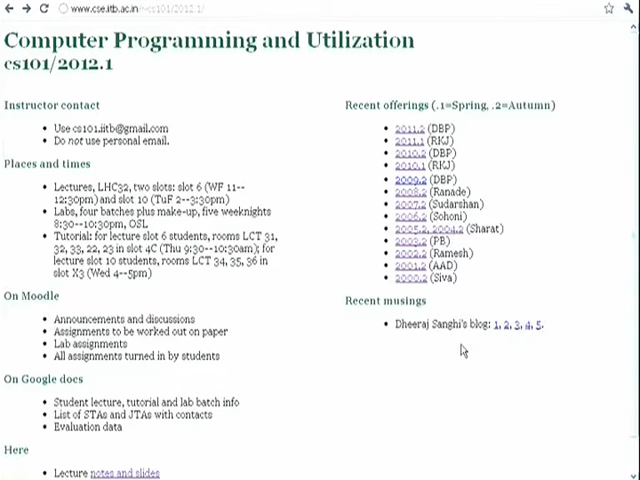 www.cse.iitb.ac.in/~cs101/2012.1/
Computer Programming and Utilization
cs101/2012.1
Instructor contact
Use cs101.iitb@gmail.com
Do not use personal email.
Places and times
Lectures, LHC32, two slots: slot 6 (WF 11--
12:30pm) and slot 10 (TuF 2--3:30pm)
Labs, four batches plus make-up, five weeknights
8:30--10:30pm, OSL
Tutorial: for lecture slot 6 students, rooms LCT 31,
32, 33, 22, 23 in slot 4C (Thu 9:30--10:30am); for
lecture slot 10 students, rooms LCT 34, 35, 36 in
slot X3 (Wed 4--5pm)
On Moodle
Announcements and discussions
Assignments to be worked out on paper
Lab assignments
All assignments turned in by students
On Google docs
Student lecture, tutorial and lab batch info
List of STAs and JTAs with contacts
Evaluation data
Here
Lecture notes and slides
Recent offerings (.1=Spring, .2=Autumn)
2011.2 (DBP)
2011.1 (RKJ)
2010.2 (DBP)
2010.1 (RKJ)
2009.2 (DBP)
2008.2 (Ranade)
2007.2 (Sudarshan)
2006.2 (Sohoni)
2005.2, 2004.2 (Sharat)
2003.2 (PB)
2002.2 (Ramesh)
2001.2 (AAD)
2000.2 (Siva)
Recent musings
Dheeraj Sanghi's blog: 1, 2, 3, 4, 5.